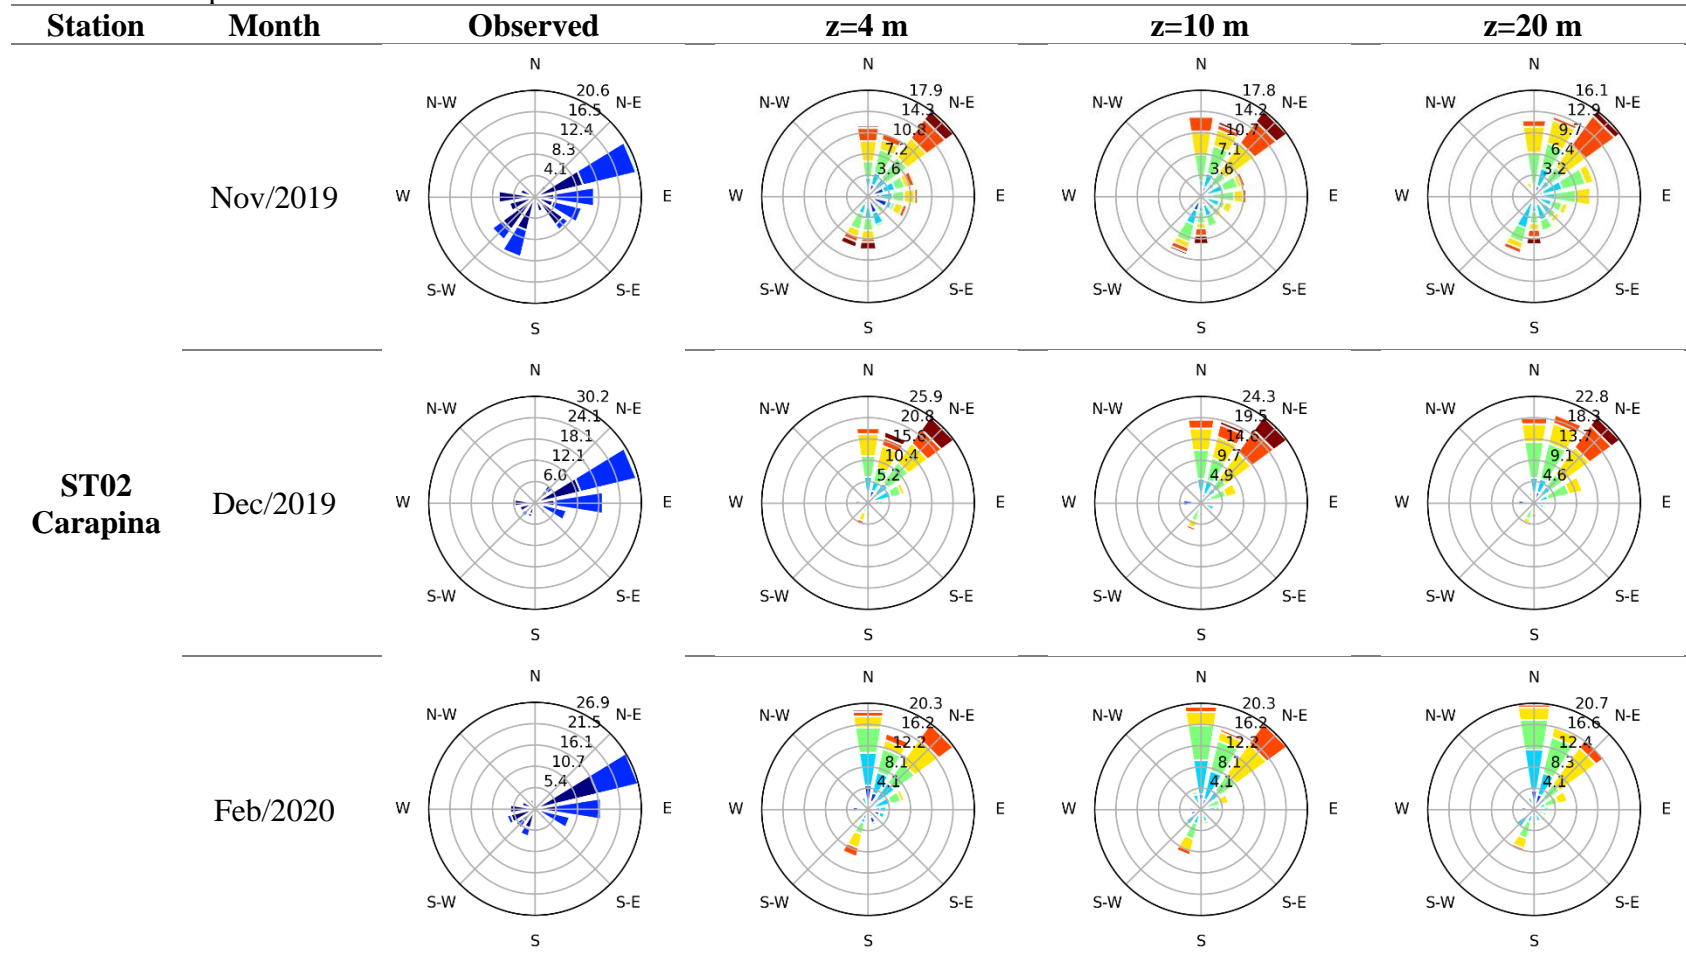 Station Month Observed z=4 m z=10 m z=20 m
N N N N
N-W 20.6 N-E N-W 17.9 N-E N-W 17.8 N-E N-W 16.1 N-E
16.5 14.3 14.2 12.9
12.4 10.8 10.7 9.7
8.3 7.2 7.1 6.4
4.1 3.6 3.6 3.2
Nov/2019 W E W E W E W E
S-W S-E S-W S-E S-W S-E S-W S-E
S S S S
N N N N
N-W 30.2 N-E N-W 25.9 N-E N-W 24.3 N-E N-W 22.8 N-E
24.1 20.8 19.5 18.3
18.1 15.6 14.6 13.7
12.1 10.4 9.7 9.1
6.0 5.2 4.9 4.6
ST02
Carapina
Dec/2019 W E W E W E W E
S-W S-E S-W S-E S-W S-E S-W S-E
S S S S
N N N N
N-W 26.9 N-E N-W 20.3 N-E N-W 20.3 N-E N-W 20.7 N-E
21.5 16.2 16.2 16.6
16.1 12.2 12.2 12.4
10.7 8.1 8.1 8.3
5.4 4.1 4.1 4.1
Feb/2020 W E W E W E W E
S-W S-E S-W S-E S-W S-E S-W S-E
S S S S